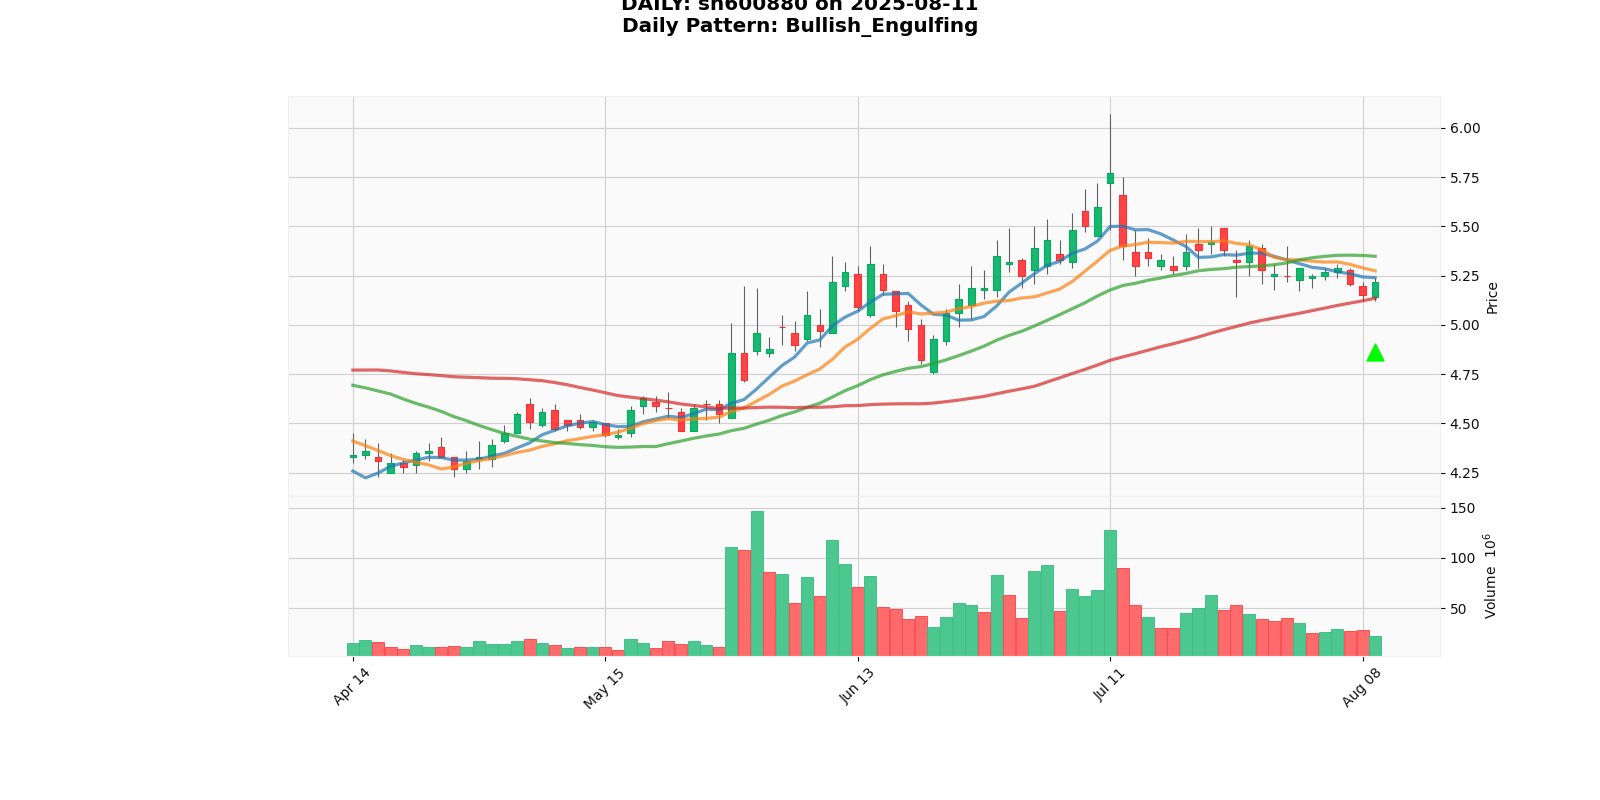 DAILY: sh600880 on 2025-08-11
Daily Pattern: Bullish_Engulfing
6.00
5.75
5.50
5.25
5.00
4.75
4.50
4.25
Price
150
100
50
Volume 10⁶
Apr 14
May 15
Jun 13
Jul 11
Aug 08